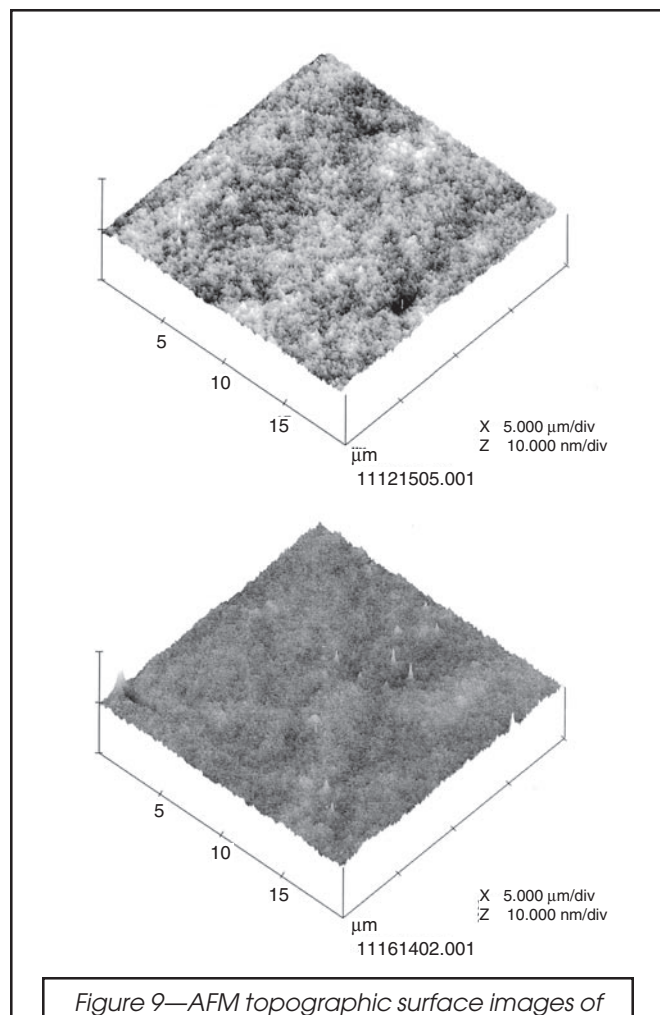 5
10
15
μm
X 5.000 μm/div
Z 10.000 nm/div
11121505.001
5
10
15
μm
X 5.000 μm/div
Z 10.000 nm/div
11161402.001
Figure 9—AFM topographic surface images of